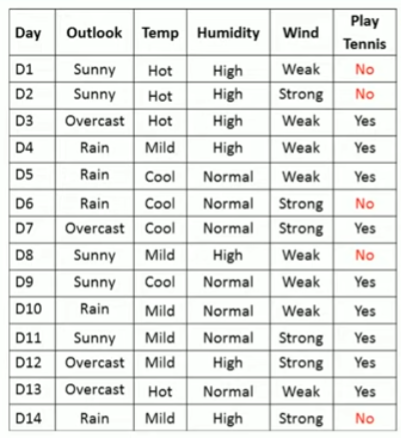 Day Outlook Temp Humidity Wind Play Tennis
D1 Sunny Hot High Weak No
D2 Sunny Hot High Strong No
D3 Overcast Hot High Weak Yes
D4 Rain Mild High Weak Yes
D5 Rain Cool Normal Weak Yes
D6 Rain Cool Normal Strong No
D7 Overcast Cool Normal Strong Yes
D8 Sunny Mild High Weak No
D9 Sunny Cool Normal Weak Yes
D10 Rain Mild Normal Weak Yes
D11 Sunny Mild Normal Strong Yes
D12 Overcast Mild High Strong Yes
D13 Overcast Hot Normal Weak Yes
D14 Rain Mild High Strong No